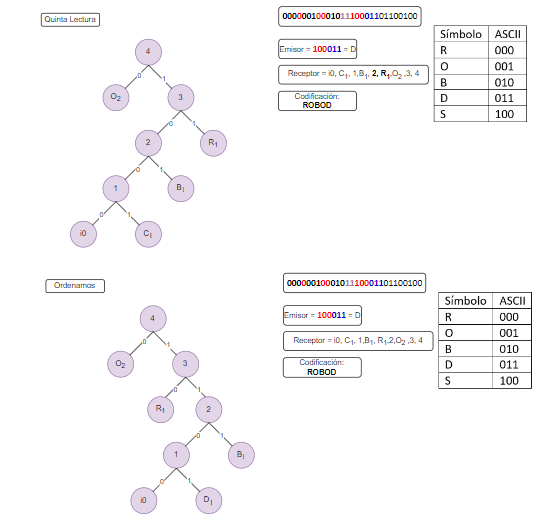 Quinta Lectura
Emisor = 100011 = D
Receptor = i0, C1, 1,B1, 2, R1,O2 ,3, 4
Codificación:
ROBOD
Símbolo ASCII
R 000
O 001
B 010
D 011
S 100
4
0 1
O2 3
0 1
2 R1
0 1
1 B1
0 1
i0 C1
Ordenamos
Emisor = 100011 = D
Receptor = i0, C1, 1,B1, R1,2,O2 ,3, 4
Codificación:
ROBOD
Símbolo ASCII
R 000
O 001
B 010
D 011
S 100
4
0 1
O2 3
0 1
R1 2
0 1
1 B1
0 1
i0 D1